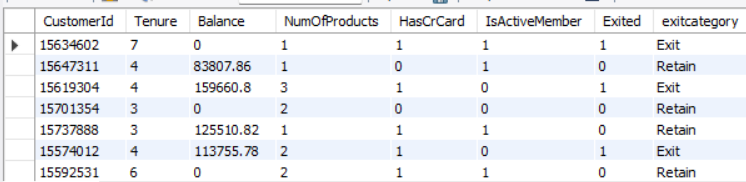 CustomerId Tenure Balance NumOfProducts HasCrCard IsActiveMember Exited exitcategory
15634602 7 0 1 1 1 1 Exit
15647311 4 83807.86 1 0 1 0 Retain
15619304 4 159660.8 3 1 0 1 Exit
15701354 3 0 2 0 0 0 Retain
15737888 3 125510.82 1 1 1 0 Retain
15574012 4 113755.78 2 1 0 1 Exit
15592531 6 0 2 1 1 0 Retain